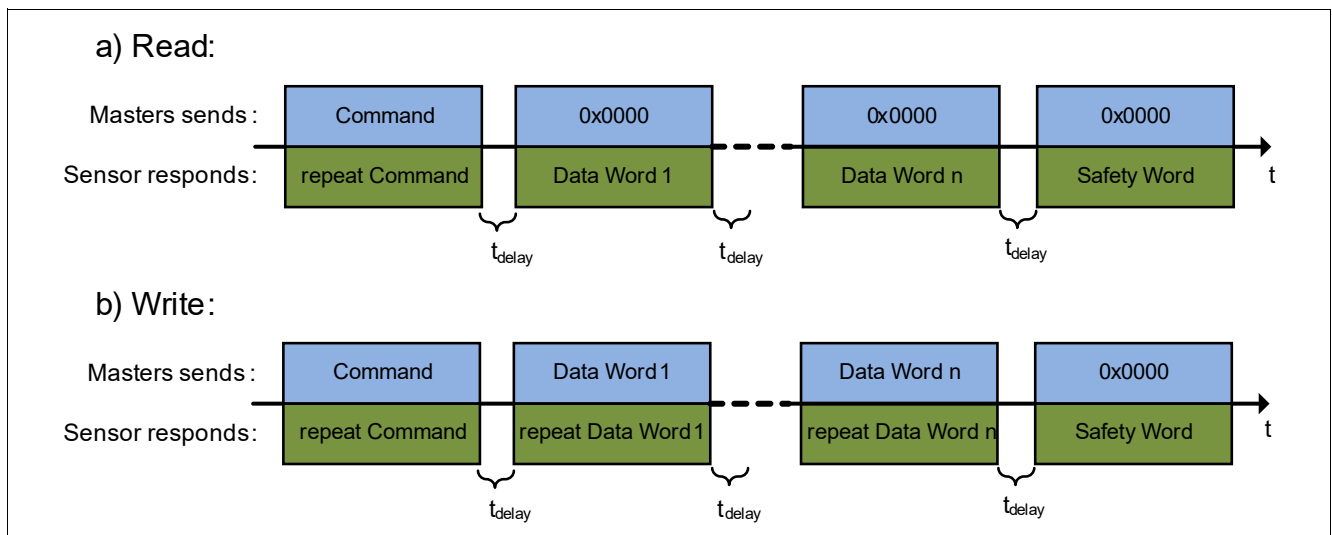 a) Read:
Masters sends: Command 0x0000 0x0000 0x0000
Sensor responds: repeat Command Data Word 1 Data Word n Safety Word t
tdelay tdelay tdelay
b) Write:
Masters sends: Command Data Word 1 Data Word n 0x0000
Sensor responds: repeat Command repeat Data Word 1 repeat Data Word n Safety Word t
tdelay tdelay tdelay